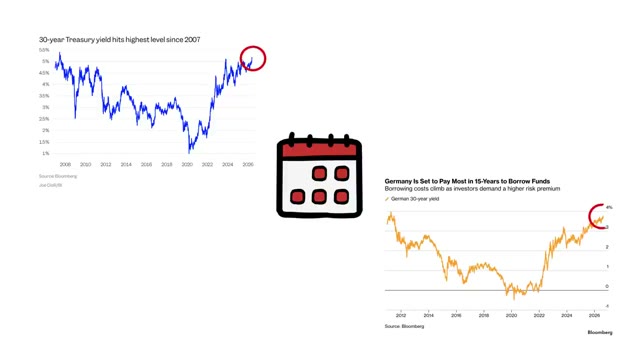 30-year Treasury yield hits highest level since 2007
5.5%
5%
4.5%
4%
3.5%
3%
2.5%
2%
1.5%
1%
2008 2010 2012 2014 2016 2018 2020 2022 2024 2026
Source: Bloomberg
Germany Is Set to Pay Most in 15-Years to Borrow Funds
Borrowing costs climb as investors demand a higher risk premium
German 30-year yield
4%
3
2
1
0
2012 2014 2016 2018 2020 2022 2024 2026
Source: Bloomberg
Bloomberg